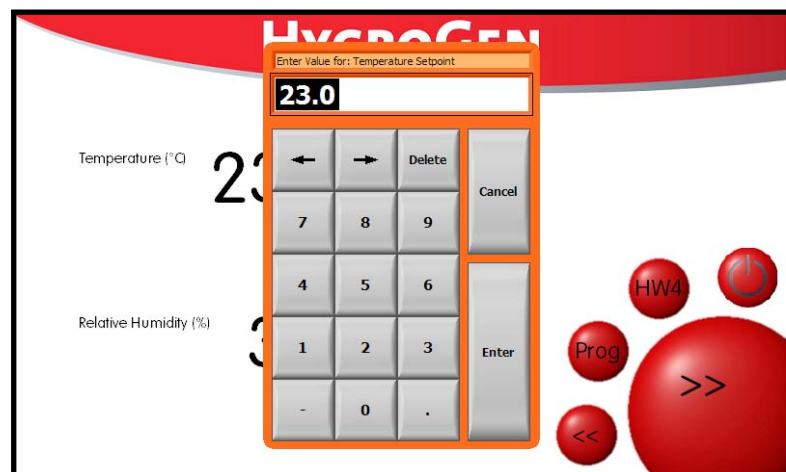 HYGROGEN
Enter Value for: Temperature Setpoint
23.0
Temperature (°C)
Delete
Cancel
7 8 9
4 5 6
HW4
Relative Humidity (%)
1 2 3
Enter
Prog
>>
- 0 .
<<